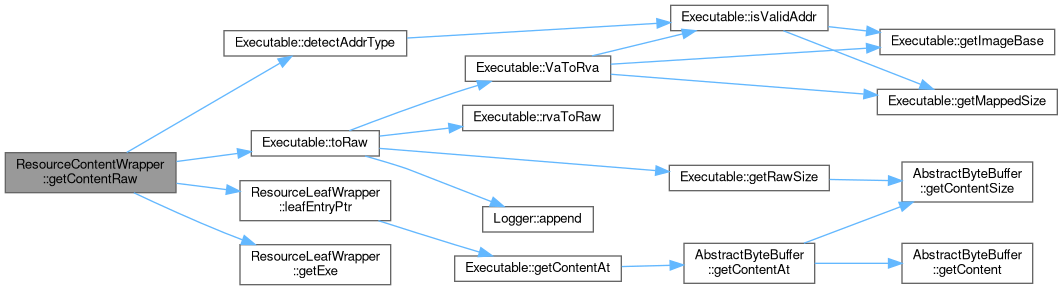 ResourceContentWrapper
::getContentRaw
Executable::detectAddrType
Executable::toRaw
ResourceLeafWrapper
::leafEntryPtr
ResourceLeafWrapper
::getExe
Executable::VaToRva
Executable::rvaToRaw
Logger::append
Executable::getContentAt
Executable::isValidAddr
Executable::getRawSize
AbstractByteBuffer
::getContentAt
Executable::getImageBase
Executable::getMappedSize
AbstractByteBuffer
::getContentSize
AbstractByteBuffer
::getContent